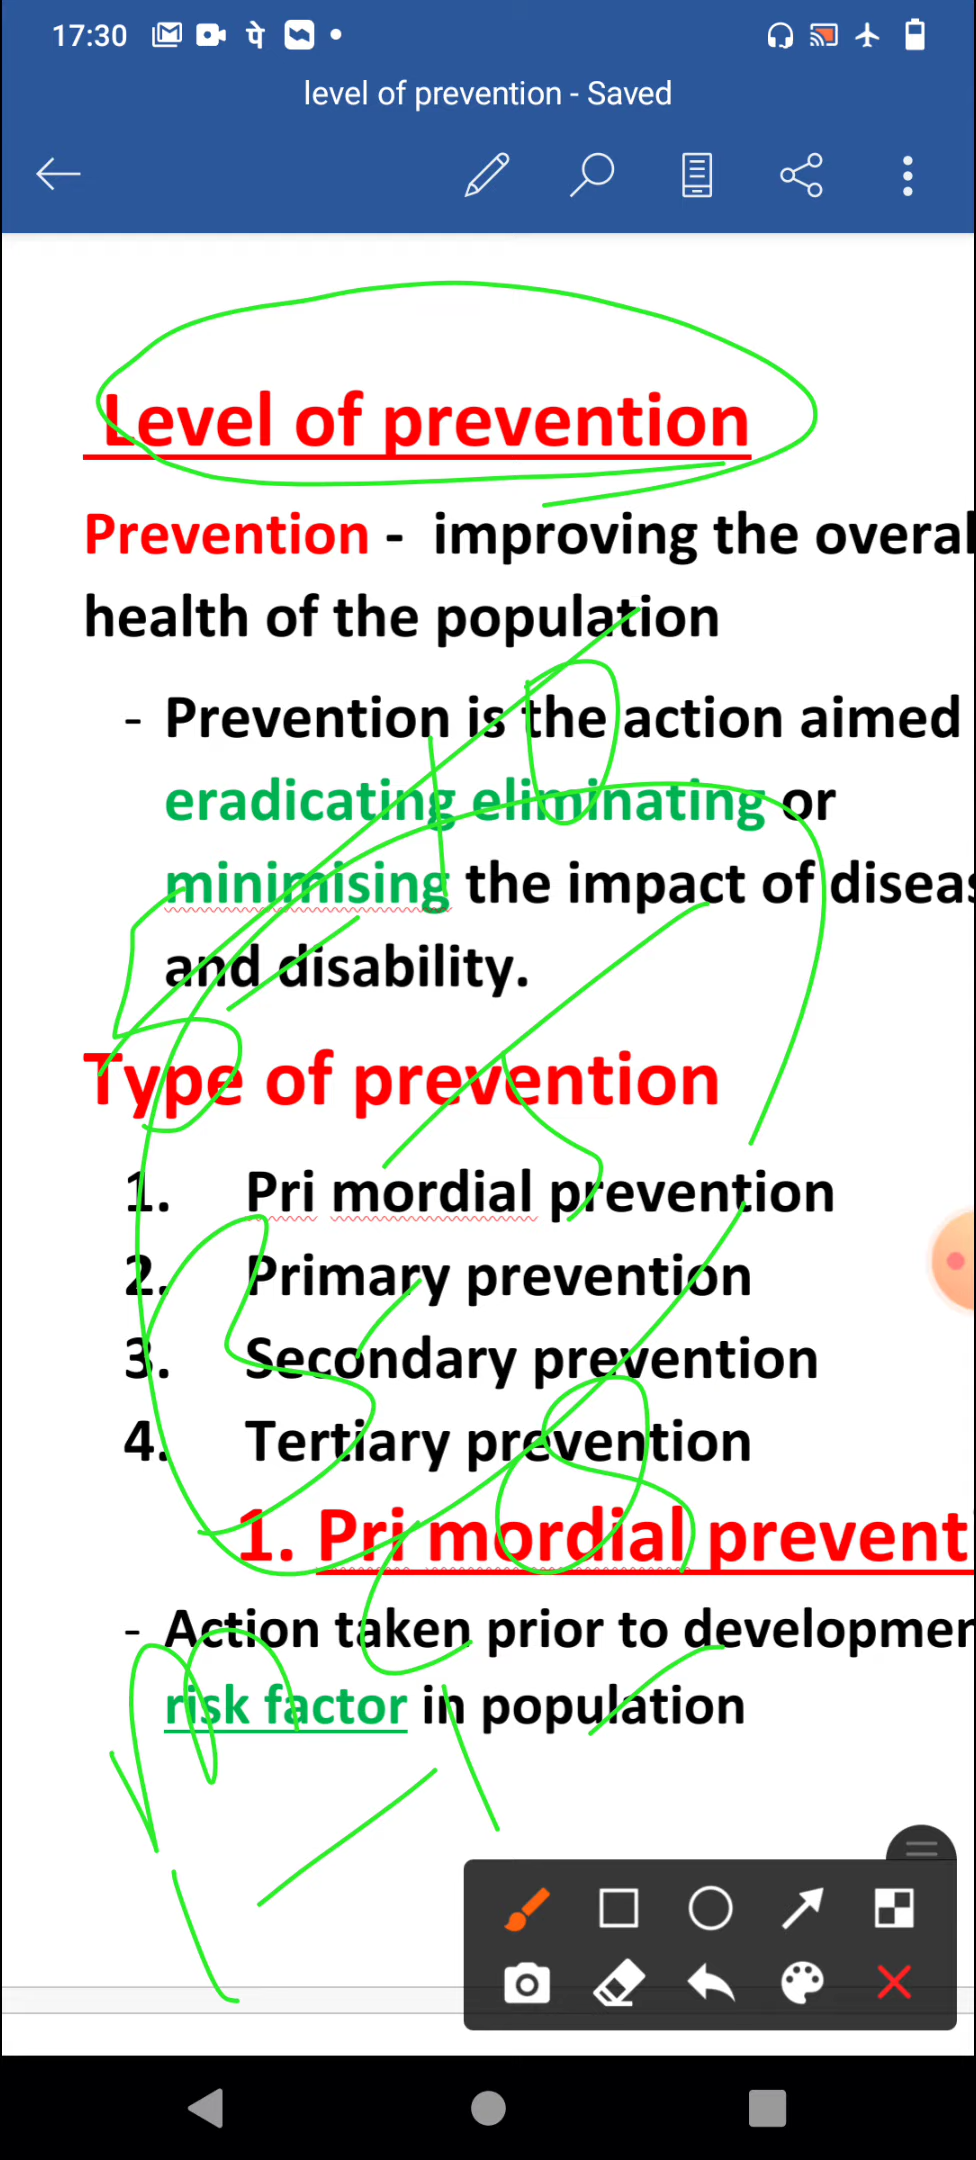 17:30 पे
level of prevention - Saved
Level of prevention
Prevention - improving the overal
health of the population
- Prevention is the action aimed
eradicating eliminating or
minimising the impact of diseas
and disability.
Type of prevention
1. Pri mordial prevention
2. Primary prevention
3. Secondary prevention
4. Tertiary prevention
1. Pri mordial prevent
- Action taken prior to developmen
risk factor in population